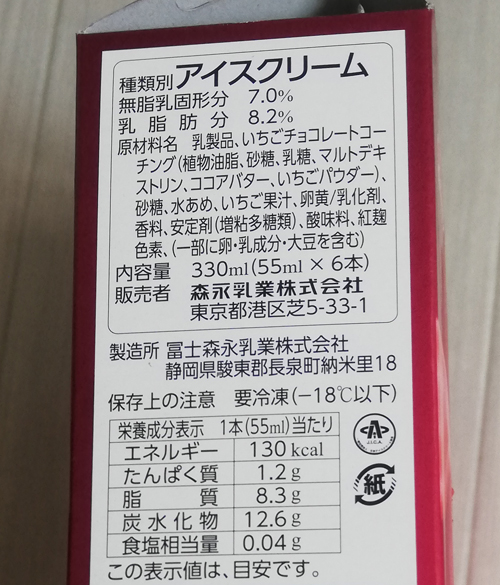 種類別 アイスクリーム
無脂乳固形分 7.0%
乳脂肪分 8.2%
原材料名 乳製品、いちごチョコレートコー
チング(植物油脂、砂糖、乳糖、マルトデキ
ストリン、ココアバター、いちごパウダー)、
砂糖、水あめ、いちご果汁、卵黄/乳化剤、
香料、安定剤(増粘多糖類)、酸味料、紅麹
色素、(一部に卵・乳成分・大豆を含む)
内容量 330ml(55ml × 6本)
販売者 森永乳業株式会社
東京都港区芝5-33-1
製造所 冨士森永乳業株式会社
静岡県駿東郡長泉町納米里18
保存上の注意 要冷凍(−18℃以下)
栄養成分表示 1本(55ml)当たり
エネルギー 130 kcal
たんぱく質 1.2 g
脂質 8.3 g
炭水化物 12.6 g
食塩相当量 0.04 g
この表示値は、目安です。
A
J.I.C.A.
紙